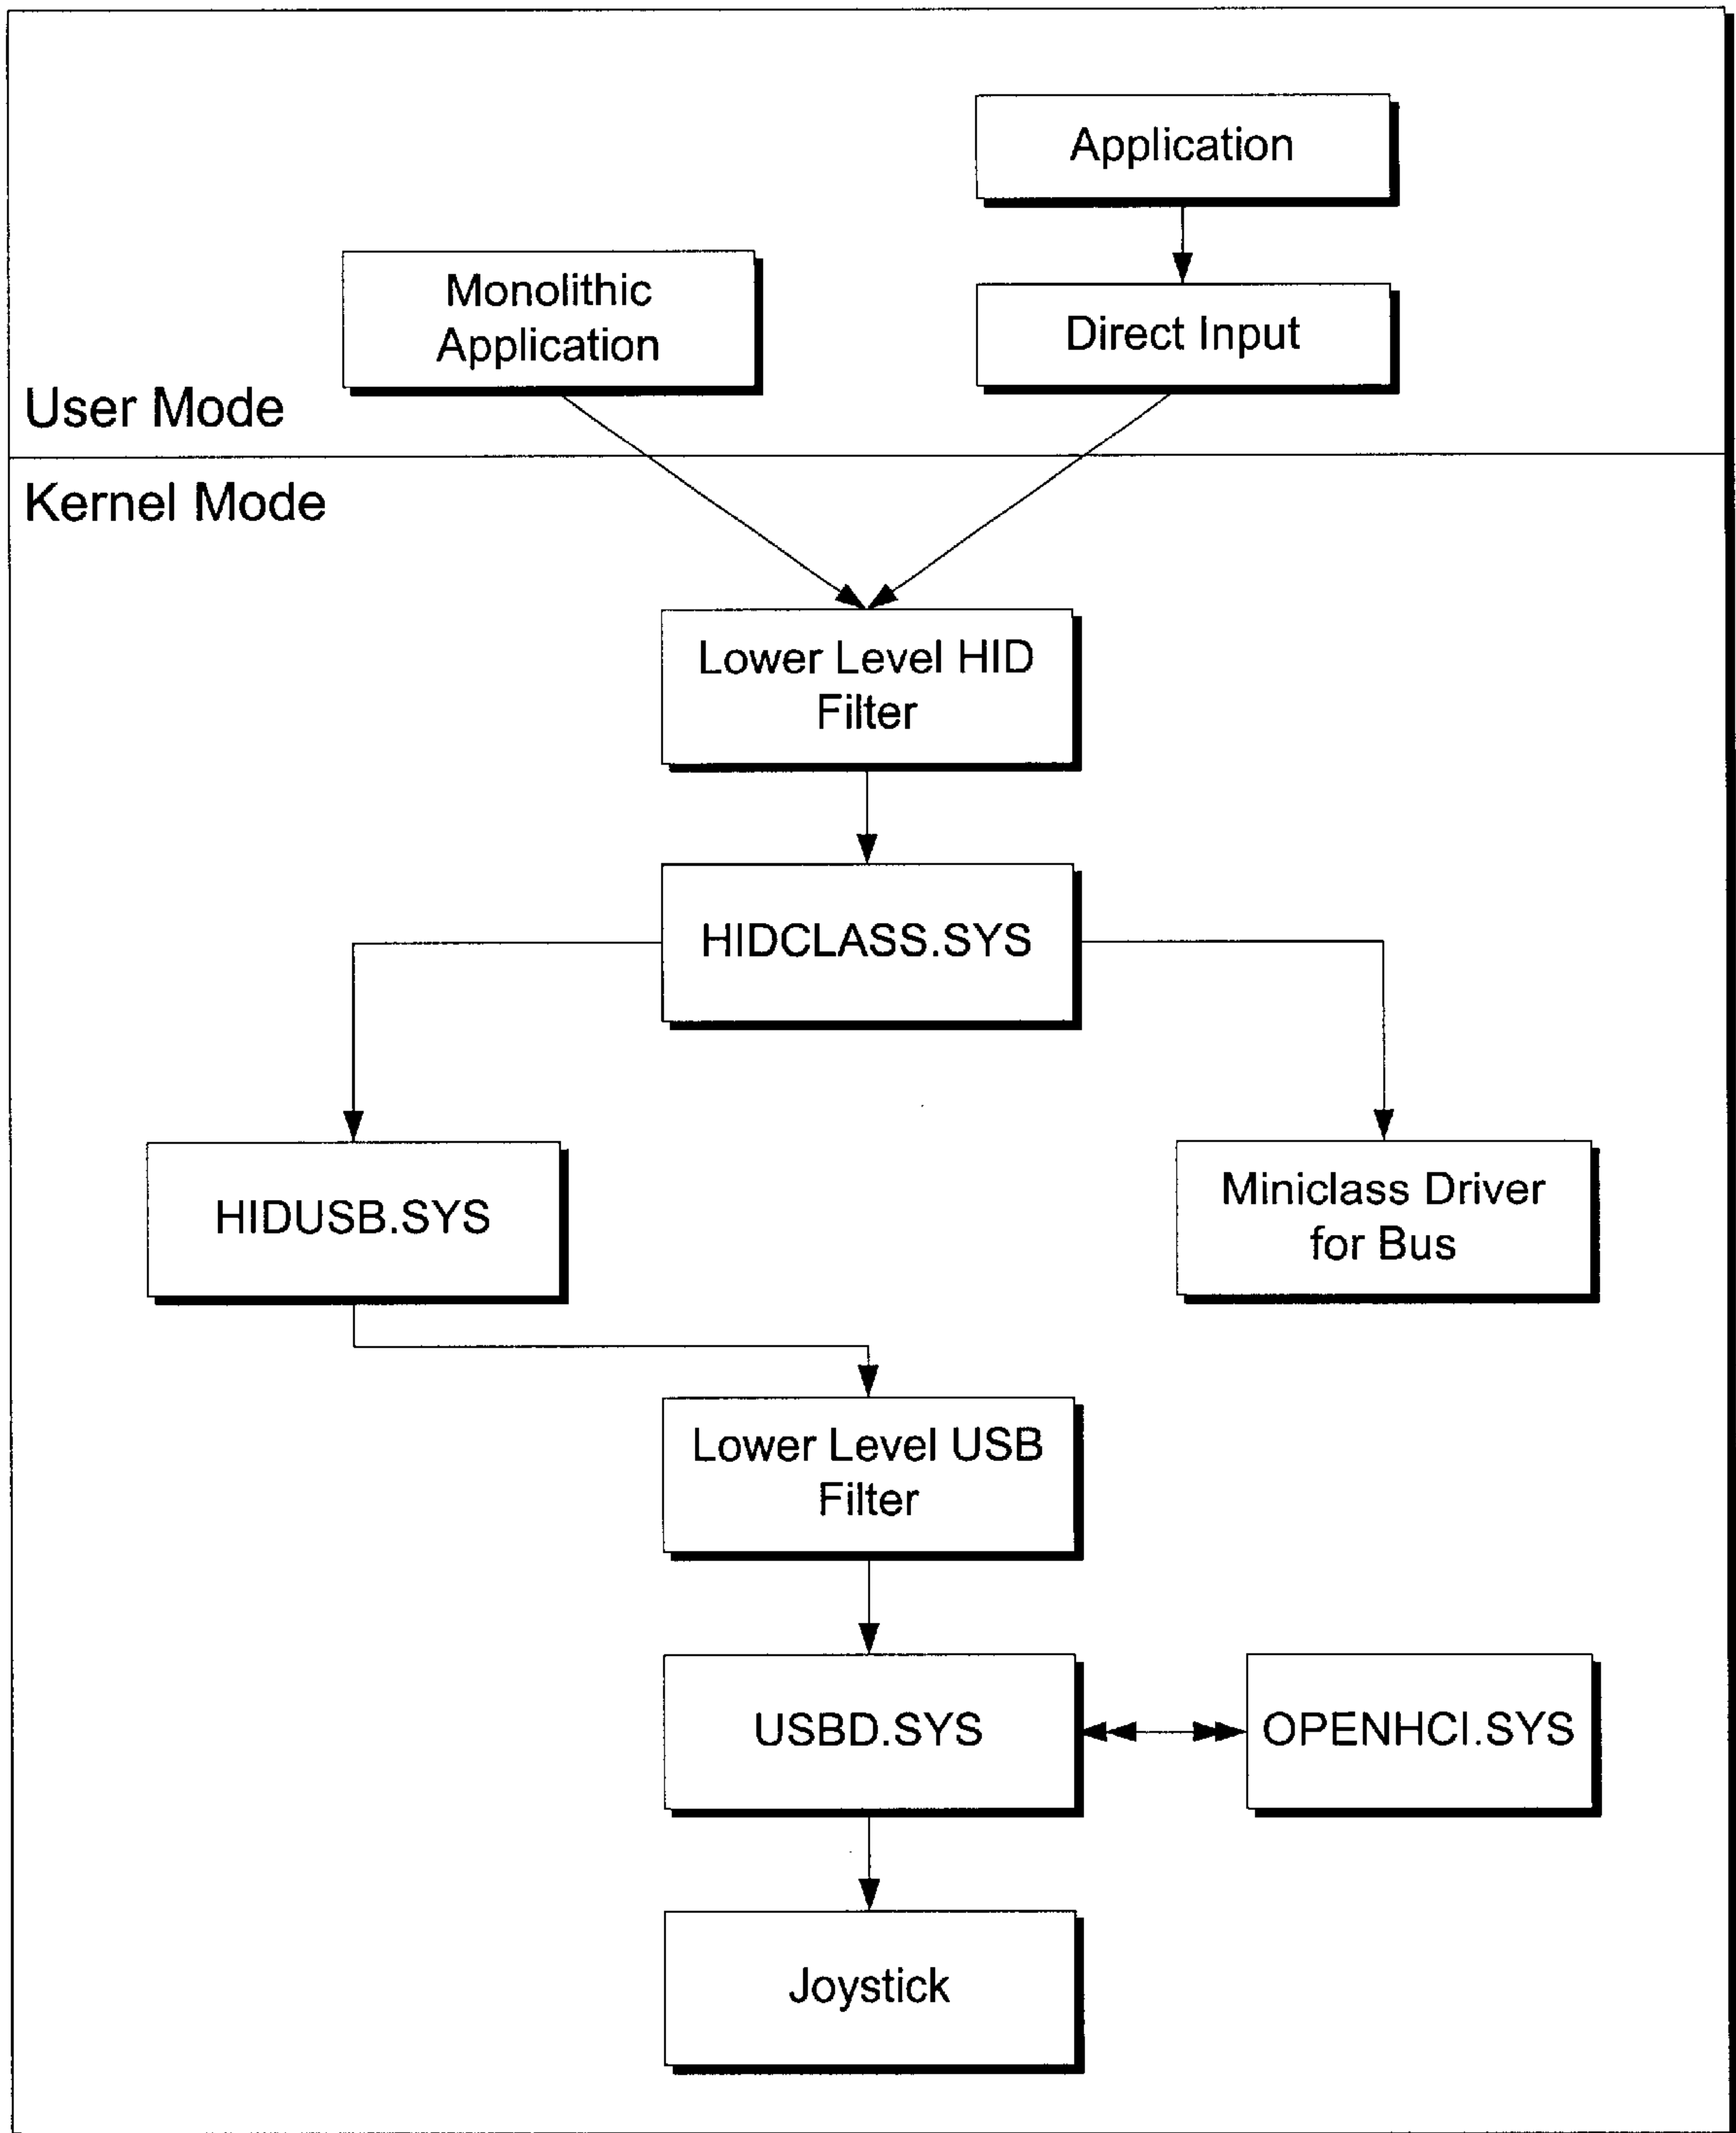 Application
Monolithic
Application
Direct Input
User Mode
Kernel Mode
Lower Level HID
Filter
HIDCLASS.SYS
HIDUSB.SYS
Miniclass Driver
for Bus
Lower Level USB
Filter
USBD.SYS
OPENHCI.SYS
Joystick